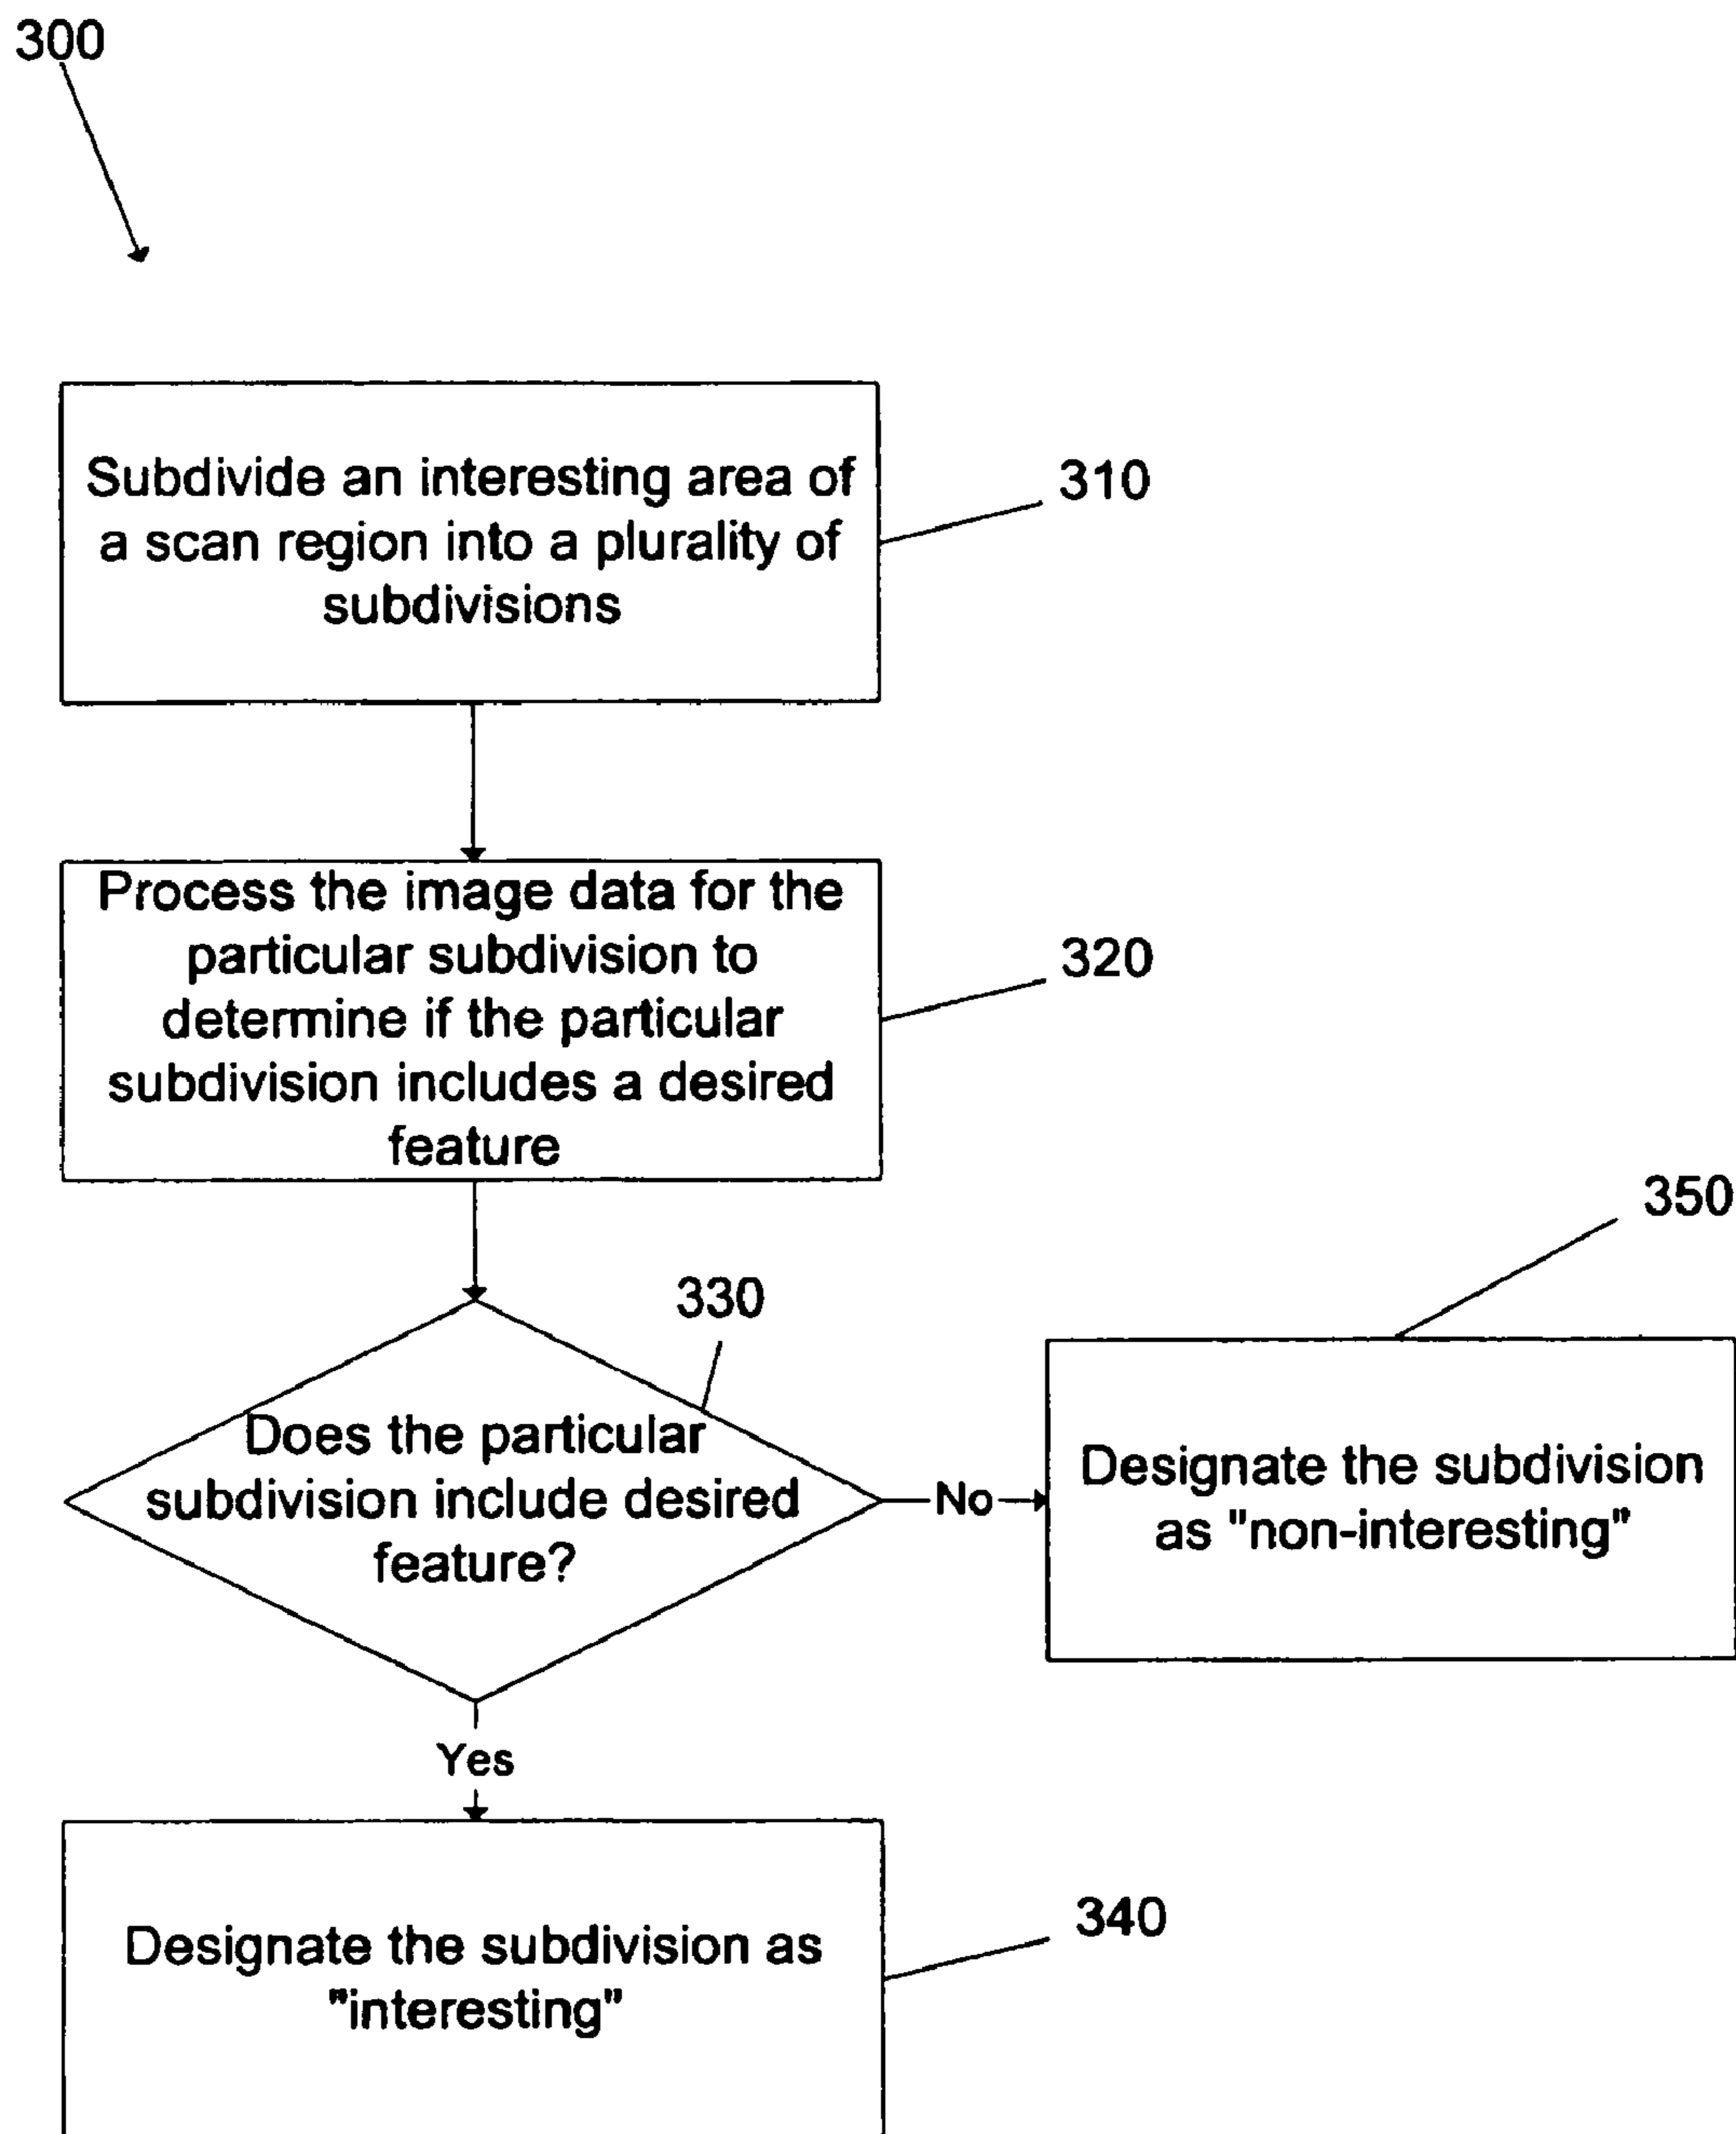 300
Subdivide an interesting area of
a scan region into a plurality of
subdivisions
310
Process the image data for the
particular subdivision to
determine if the particular
subdivision includes a desired
feature
320
330
Does the particular
subdivision include desired
feature?
No
350
Designate the subdivision
as "non-interesting"
Yes
Designate the subdivision as
"interesting"
340